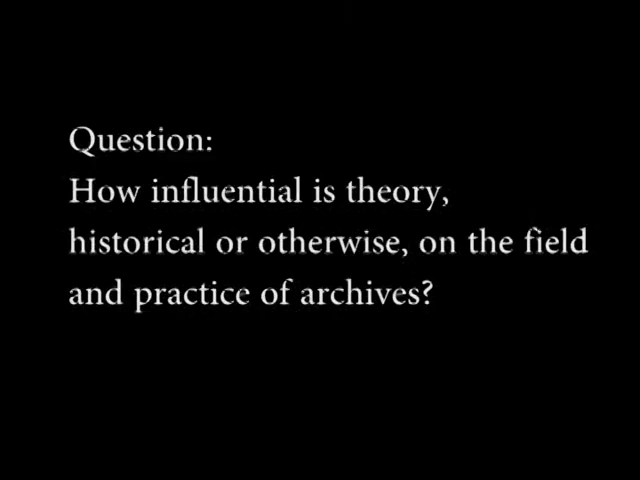 Question:
How influential is theory,
historical or otherwise, on the field
and practice of archives?